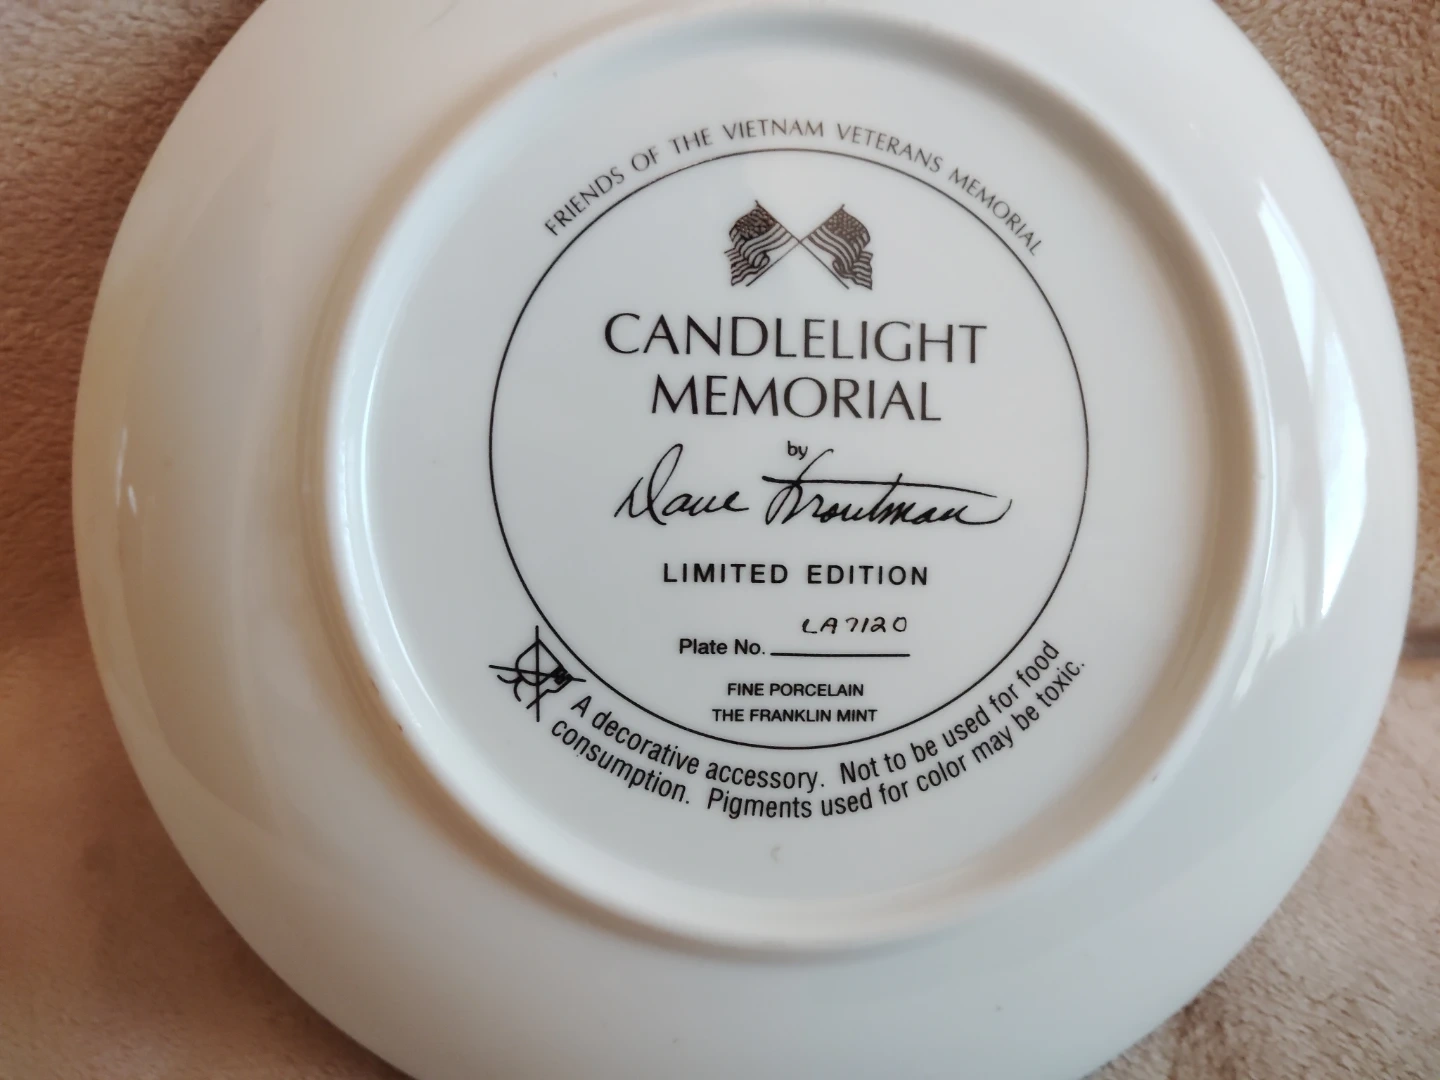 FRIENDS OF THE VIETNAM VETERANS MEMORIAL
CANDLELIGHT
MEMORIAL
by
Dave Troutman
LIMITED EDITION
Plate No. LA7120
FINE PORCELAIN
THE FRANKLIN MINT
A decorative accessory. Not to be used for food
consumption. Pigments used for color may be toxic.